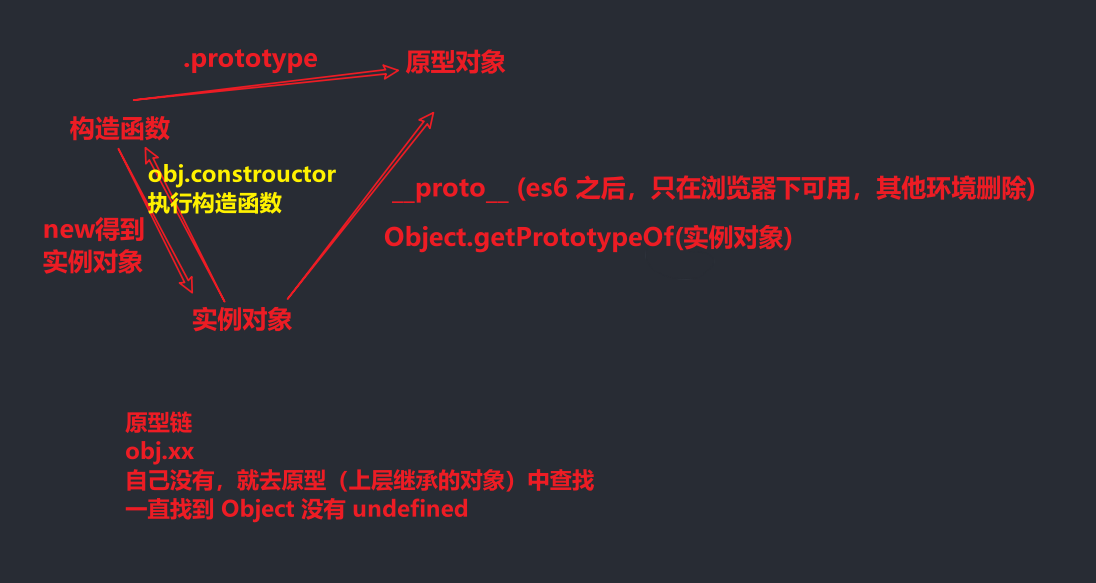 .prototype
原型对象
构造函数
obj.constrouctor
执行构造函数
__proto__ (es6 之后，只在浏览器下可用，其他环境删除)
new得到
实例对象
Object.getPrototypeOf(实例对象)
实例对象
原型链
obj.xx
自己没有，就去原型（上层继承的对象）中查找
一直找到 Object 没有 undefined